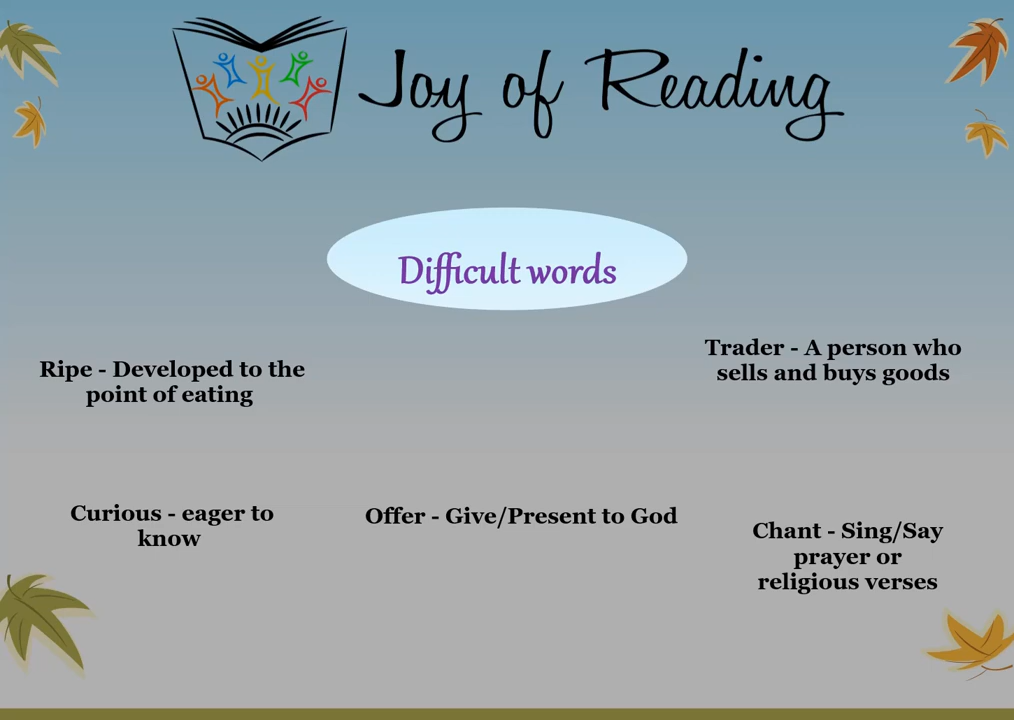 Joy of Reading
Difficult words
Ripe - Developed to the
point of eating
Trader - A person who
sells and buys goods
Curious - eager to
know
Offer - Give/Present to God
Chant - Sing/Say
prayer or
religious verses